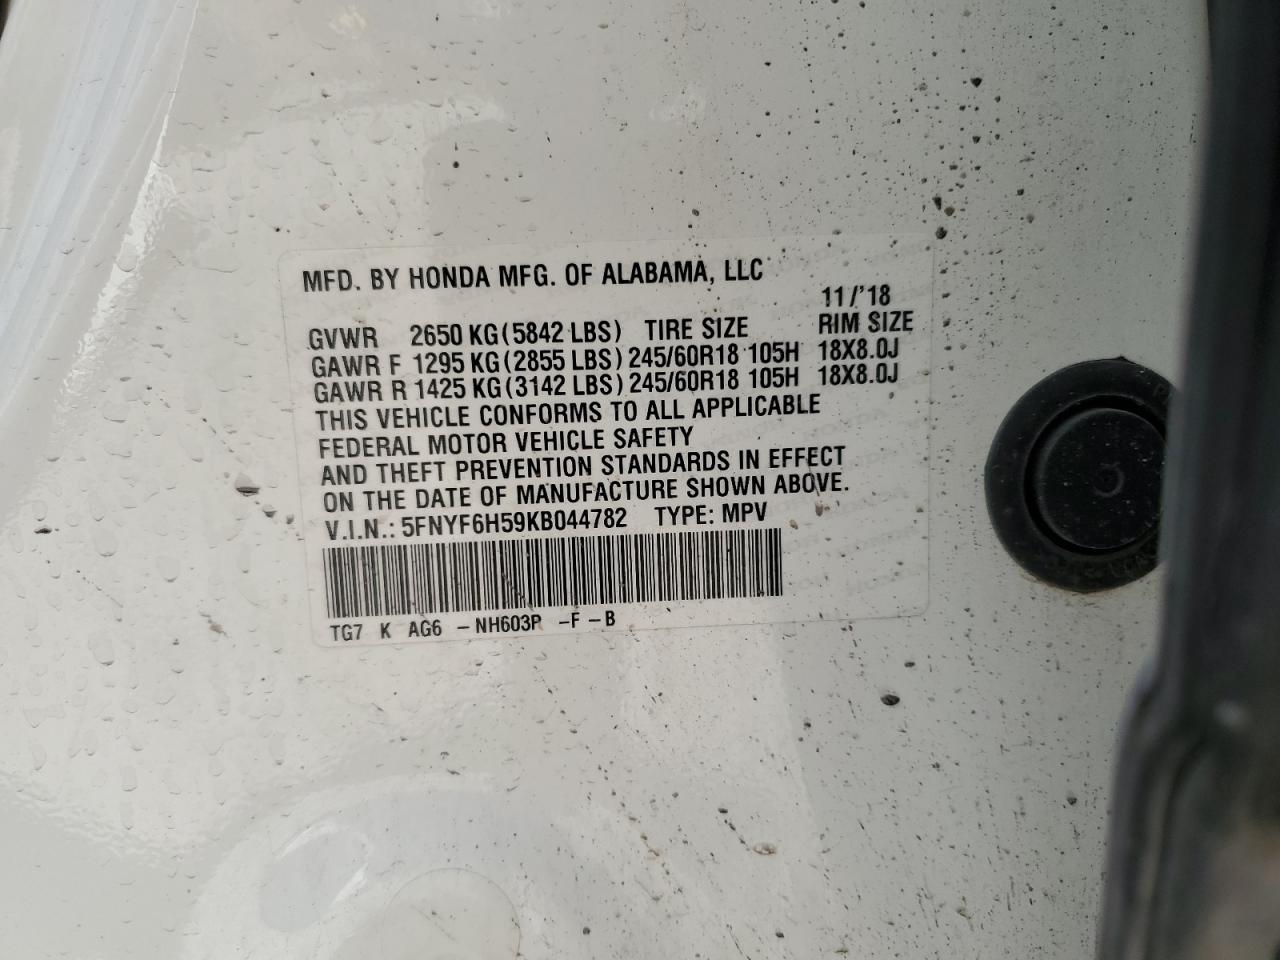 MFD. BY HONDA MFG. OF ALABAMA, LLC
11/'18
GVWR 2650 KG(5842 LBS) TIRE SIZE RIM SIZE
GAWR F 1295 KG(2855 LBS) 245/60R18 105H 18X8.0J
GAWR R 1425 KG(3142 LBS) 245/60R18 105H 18X8.0J
THIS VEHICLE CONFORMS TO ALL APPLICABLE
FEDERAL MOTOR VEHICLE SAFETY
AND THEFT PREVENTION STANDARDS IN EFFECT
ON THE DATE OF MANUFACTURE SHOWN ABOVE.
V.I.N.: 5FNYF6H59KB044782 TYPE: MPV
TG7 K AG6 -NH603P -F -B